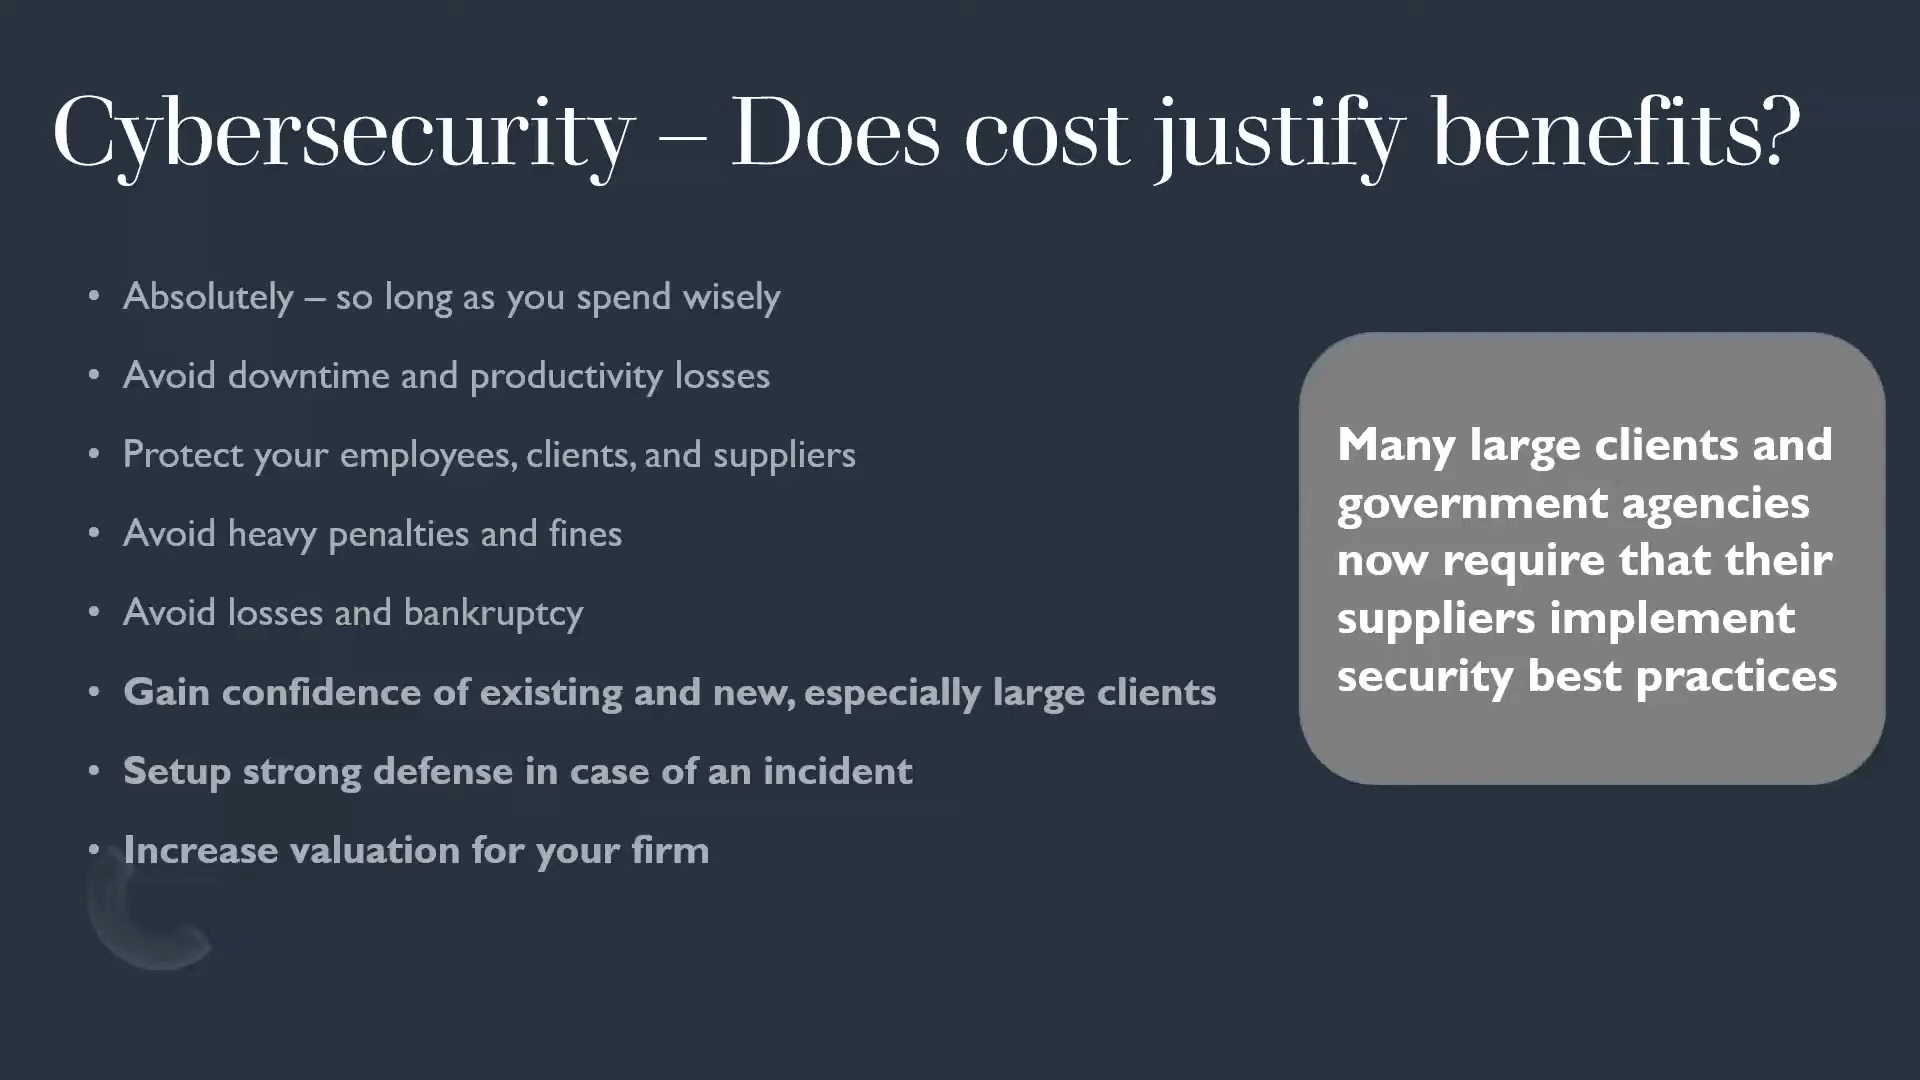 Cybersecurity – Does cost justify benefits?
• Absolutely – so long as you spend wisely
• Avoid downtime and productivity losses
• Protect your employees, clients, and suppliers
• Avoid heavy penalties and fines
• Avoid losses and bankruptcy
• Gain confidence of existing and new, especially large clients
• Setup strong defense in case of an incident
• Increase valuation for your firm
Many large clients and
government agencies
now require that their
suppliers implement
security best practices